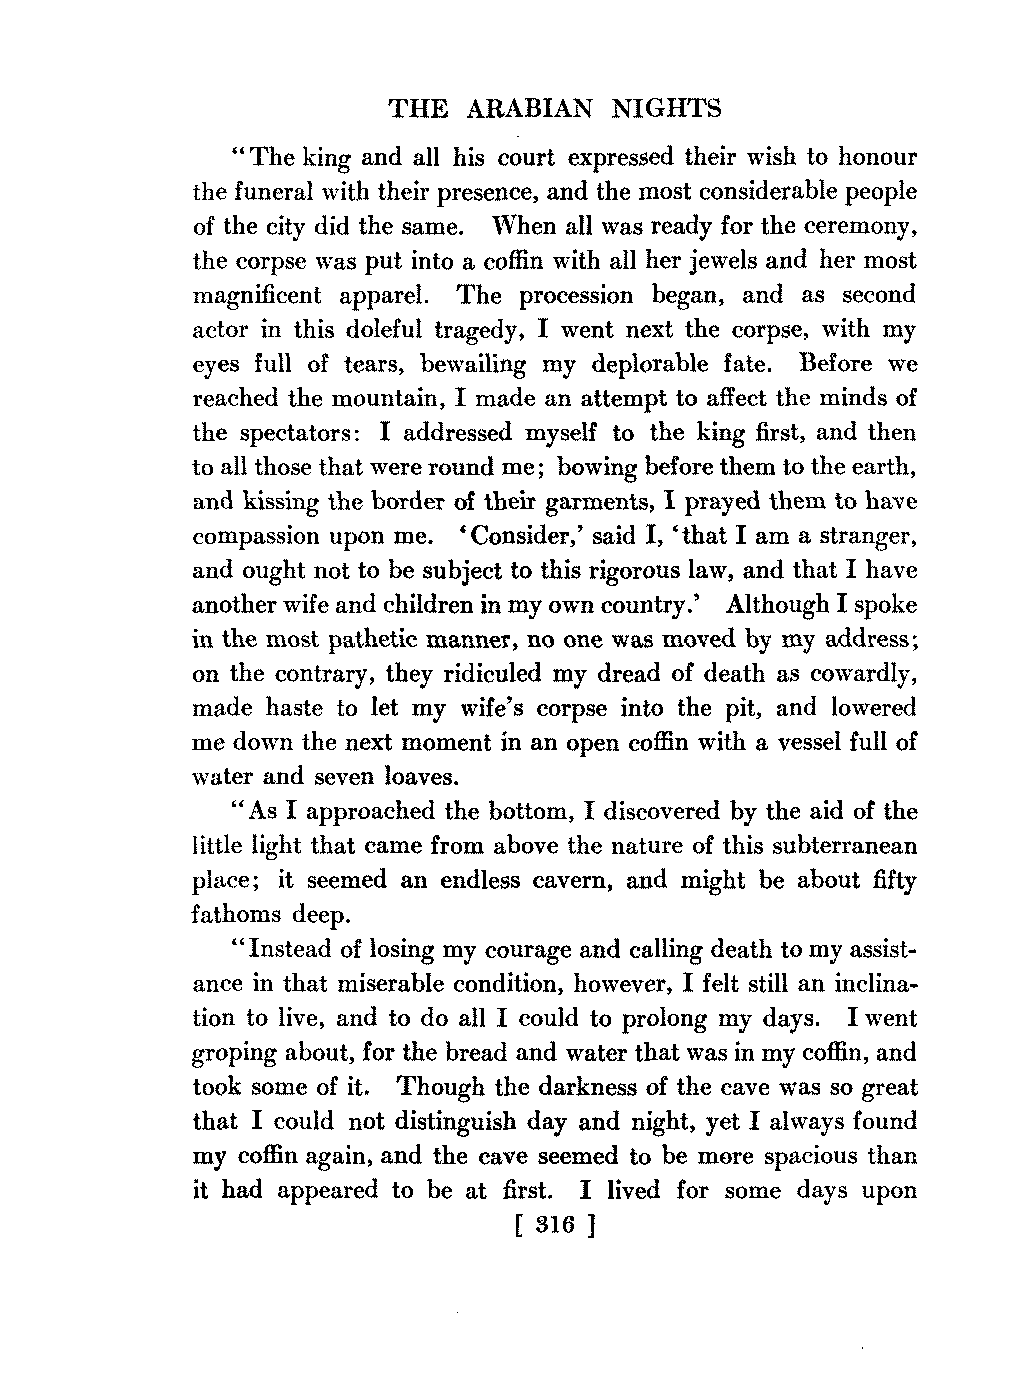 THE ARABIAN NIGHTS
“The king and all his court expressed their wish to honour
the funeral with their presence, and the most considerable people
of the city did the same. When all was ready for the ceremony,
the corpse was put into a coffin with all her jewels and her most
magnificent apparel. The procession began, and as second
actor in this doleful tragedy, I went next the corpse, with my
eyes full of tears, bewailing my deplorable fate. Before we
reached the mountain, I made an attempt to affect the minds of
the spectators: I addressed myself to the king first, and then
to all those that were round me; bowing before them to the earth,
and kissing the border of their garments, I prayed them to have
compassion upon me. ‘Consider,’ said I, ‘that I am a stranger,
and ought not to be subject to this rigorous law, and that I have
another wife and children in my own country.’ Although I spoke
in the most pathetic manner, no one was moved by my address;
on the contrary, they ridiculed my dread of death as cowardly,
made haste to let my wife’s corpse into the pit, and lowered
me down the next moment in an open coffin with a vessel full of
water and seven loaves.
“As I approached the bottom, I discovered by the aid of the
little light that came from above the nature of this subterranean
place; it seemed an endless cavern, and might be about fifty
fathoms deep.
“Instead of losing my courage and calling death to my assist-
ance in that miserable condition, however, I felt still an inclina-
tion to live, and to do all I could to prolong my days. I went
groping about, for the bread and water that was in my coffin, and
took some of it. Though the darkness of the cave was so great
that I could not distinguish day and night, yet I always found
my coffin again, and the cave seemed to be more spacious than
it had appeared to be at first. I lived for some days upon
[ 316 ]